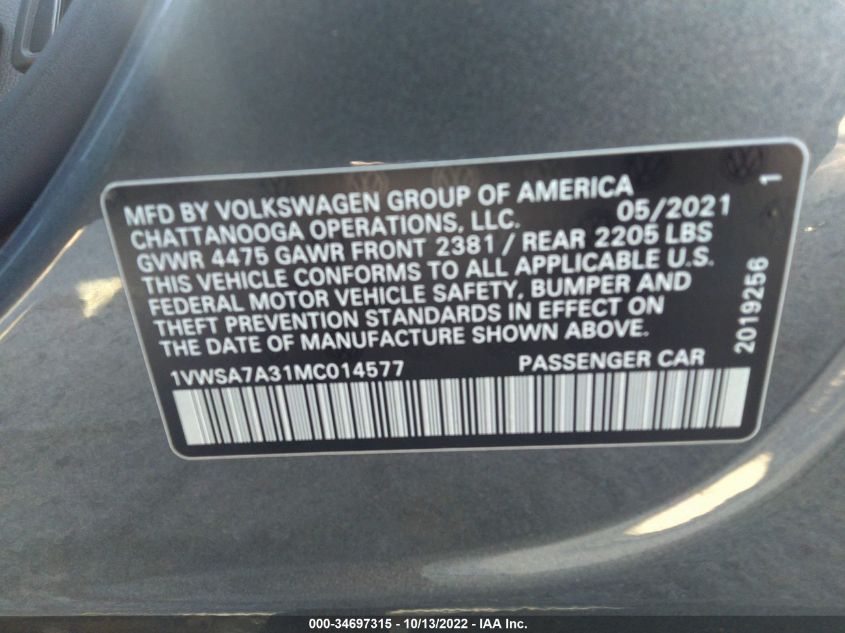 MFD BY VOLKSWAGEN GROUP OF AMERICA 05/2021 1
CHATTANOOGA OPERATIONS, LLC.
GVWR 4475 GAWR FRONT 2381 / REAR 2205 LBS
THIS VEHICLE CONFORMS TO ALL APPLICABLE U.S.
FEDERAL MOTOR VEHICLE SAFETY, BUMPER AND
THEFT PREVENTION STANDARDS IN EFFECT ON
THE DATE OF MANUFACTURE SHOWN ABOVE.
2019256
1VWSA7A31MC014577 PASSENGER CAR
000-34697315 - 10/13/2022 - IAA Inc.